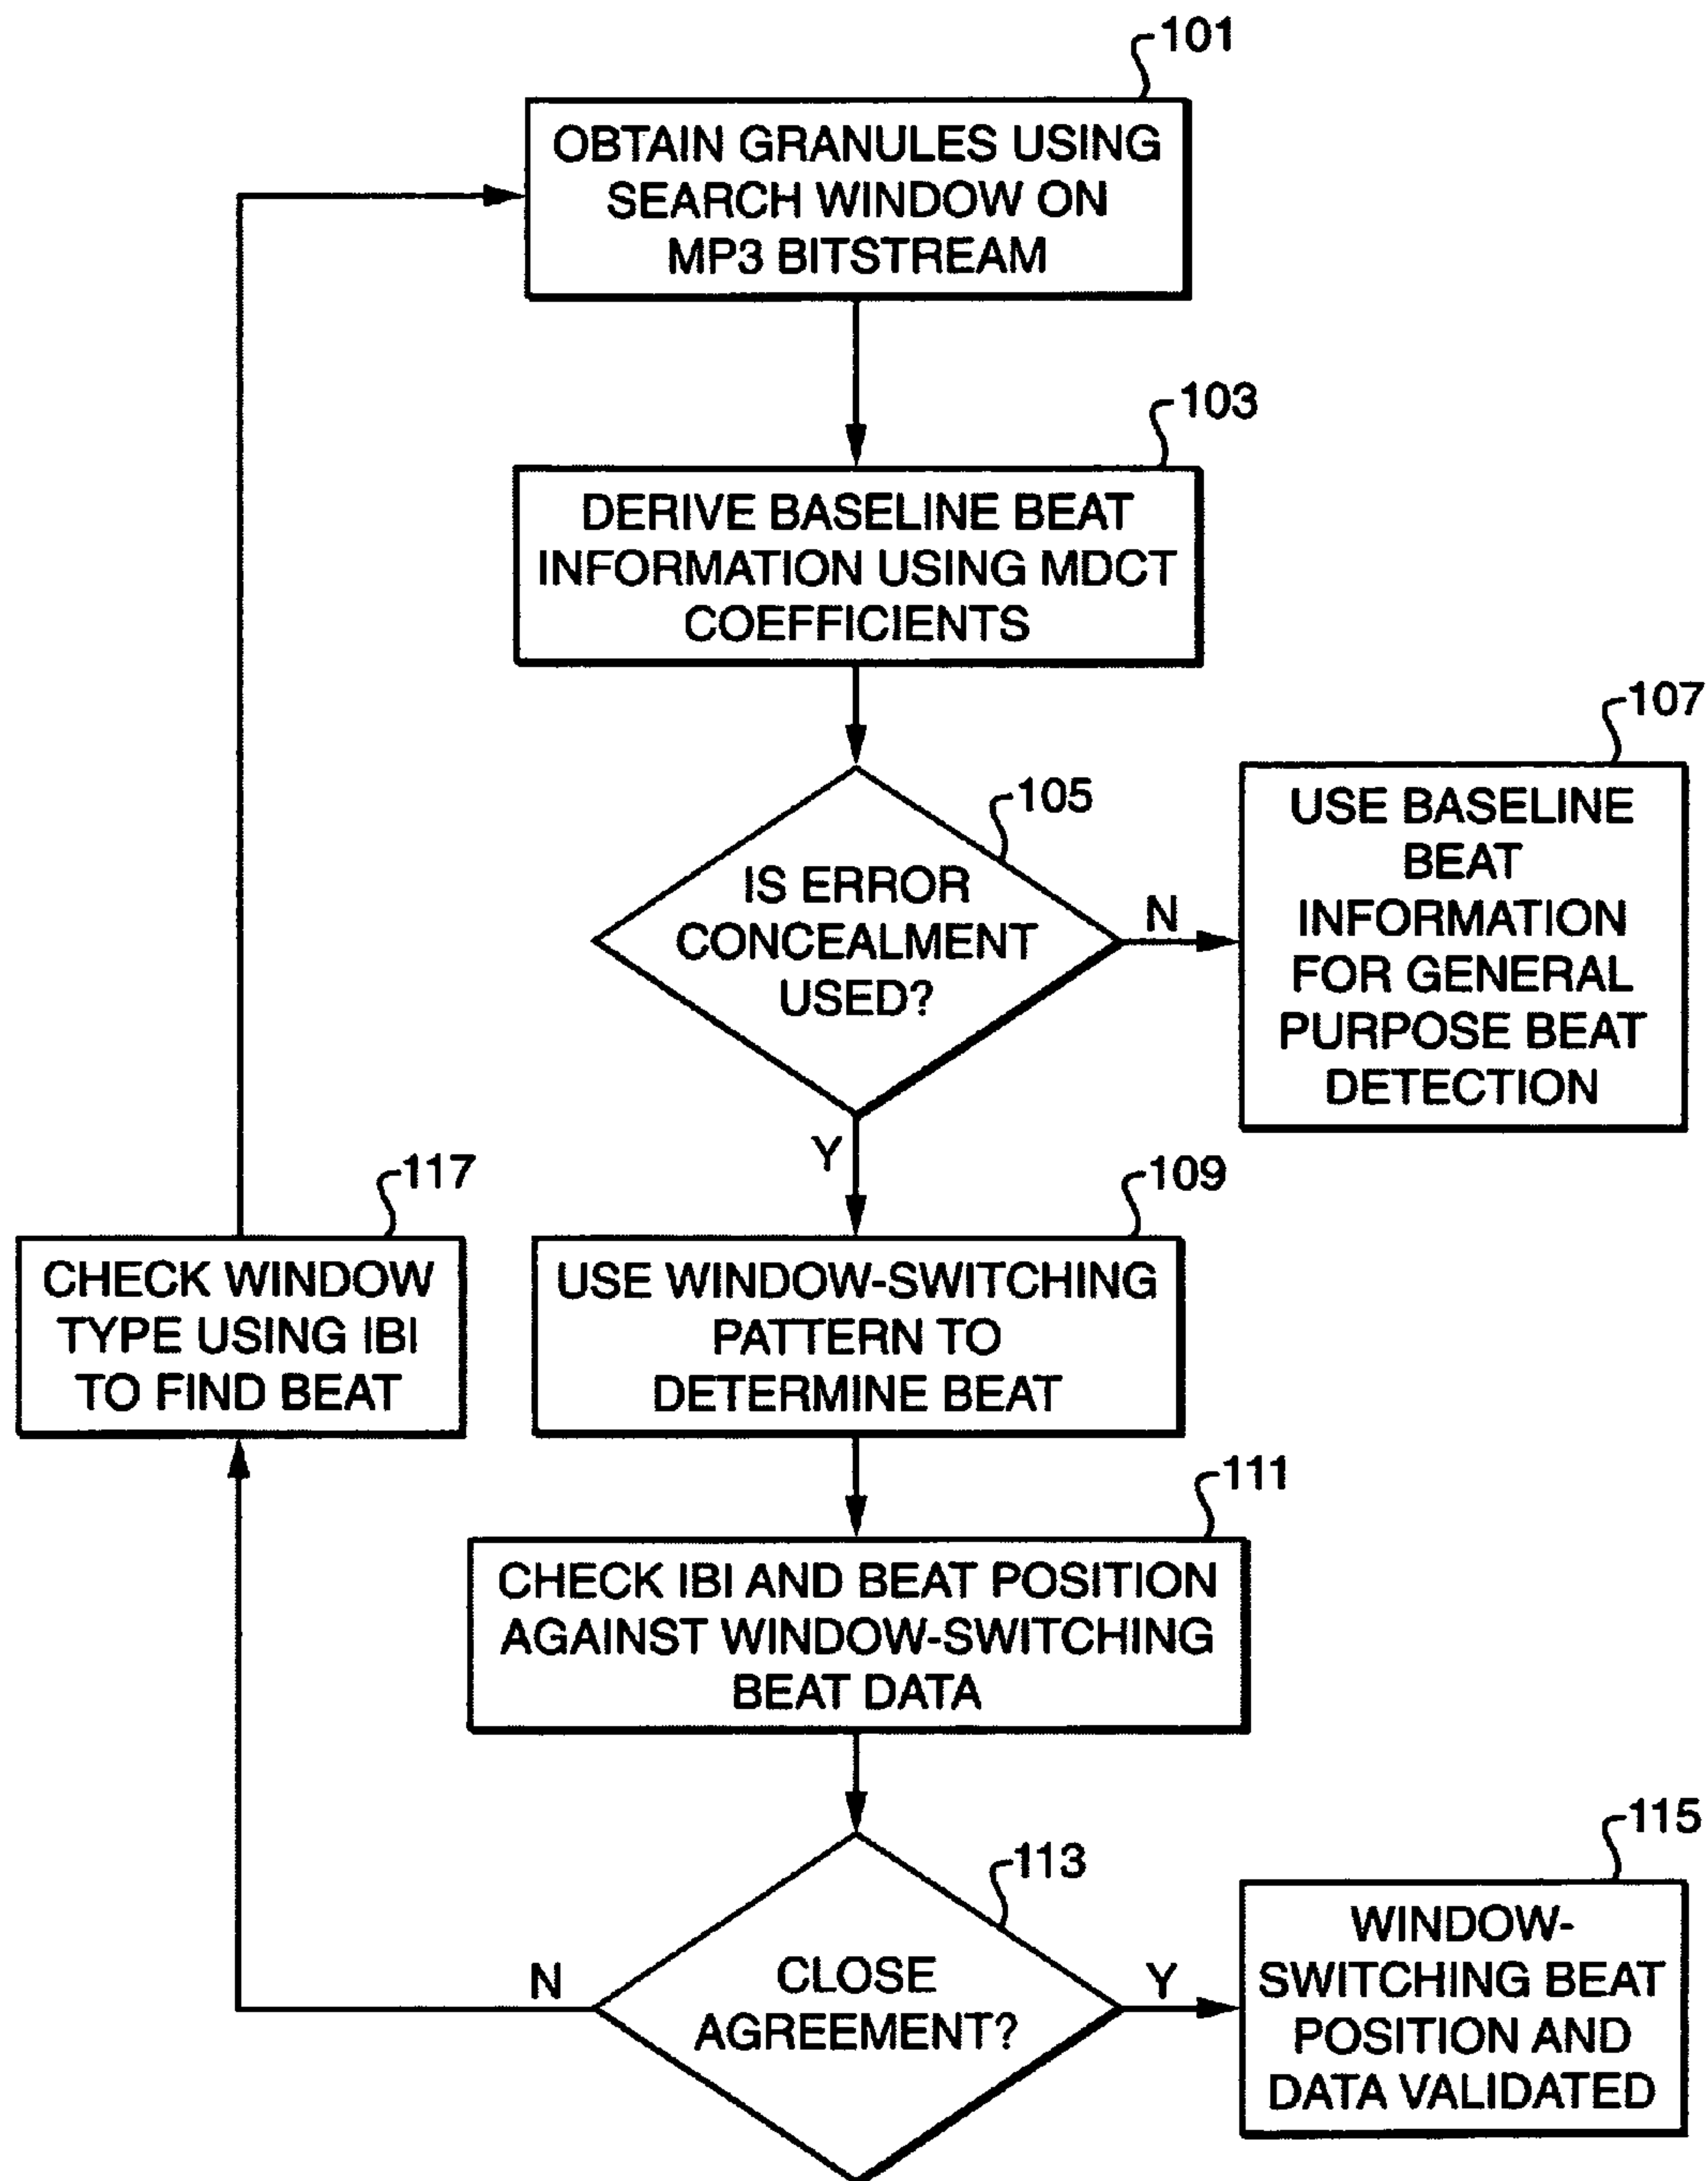 101
OBTAIN GRANULES USING
SEARCH WINDOW ON
MP3 BITSTREAM
103
DERIVE BASELINE BEAT
INFORMATION USING MDCT
COEFFICIENTS
105
IS ERROR
CONCEALMENT
USED?
N
107
USE BASELINE
BEAT
INFORMATION
FOR GENERAL
PURPOSE BEAT
DETECTION
Y
109
USE WINDOW-SWITCHING
PATTERN TO
DETERMINE BEAT
111
CHECK IBI AND BEAT POSITION
AGAINST WINDOW-SWITCHING
BEAT DATA
113
CLOSE
AGREEMENT?
Y
115
WINDOW-
SWITCHING BEAT
POSITION AND
DATA VALIDATED
N
117
CHECK WINDOW
TYPE USING IBI
TO FIND BEAT